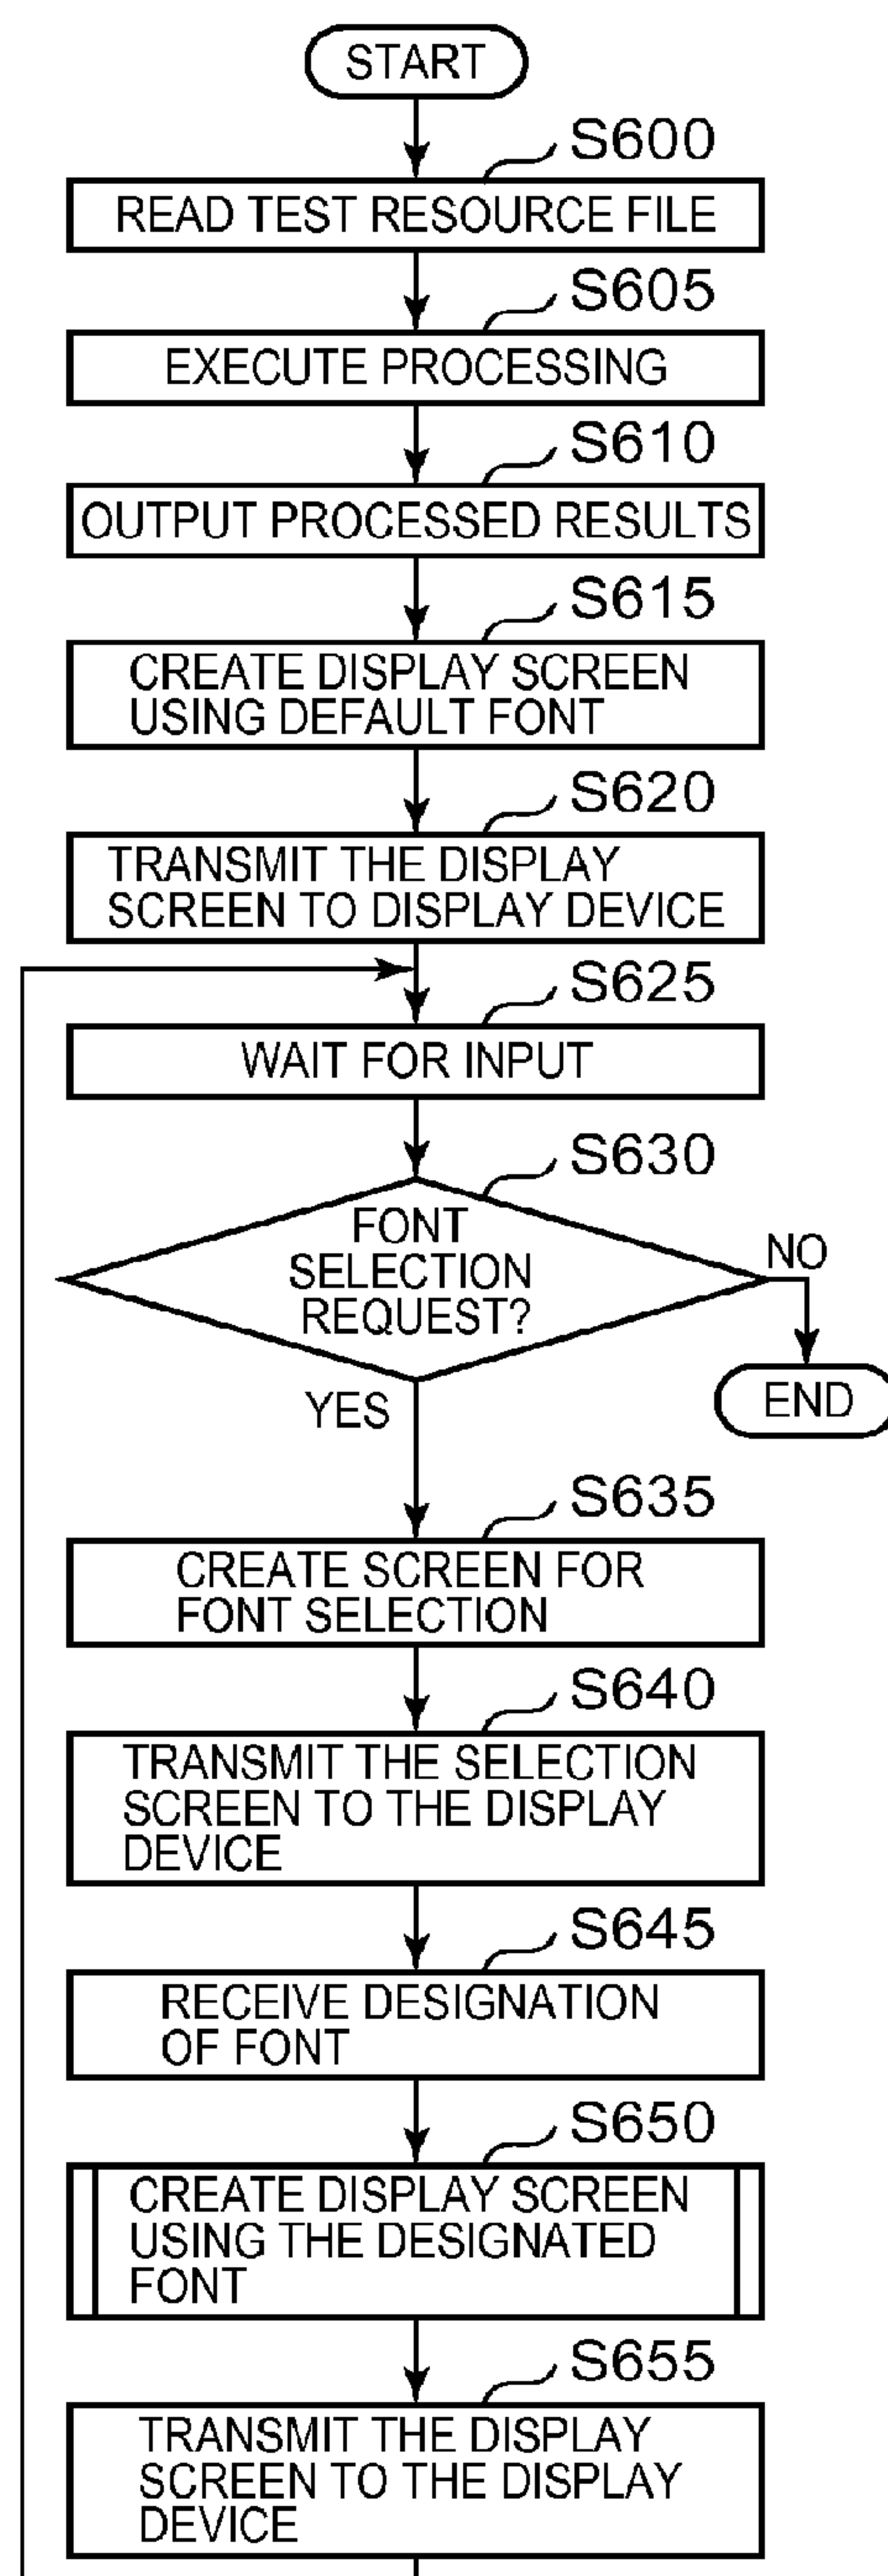 START
S600
READ TEST RESOURCE FILE
S605
EXECUTE PROCESSING
S610
OUTPUT PROCESSED RESULTS
S615
CREATE DISPLAY SCREEN
USING DEFAULT FONT
S620
TRANSMIT THE DISPLAY
SCREEN TO DISPLAY DEVICE
S625
WAIT FOR INPUT
S630
FONT
SELECTION
REQUEST?
NO
END
YES
S635
CREATE SCREEN FOR
FONT SELECTION
S640
TRANSMIT THE SELECTION
SCREEN TO THE DISPLAY
DEVICE
S645
RECEIVE DESIGNATION
OF FONT
S650
CREATE DISPLAY SCREEN
USING THE DESIGNATED
FONT
S655
TRANSMIT THE DISPLAY
SCREEN TO THE DISPLAY
DEVICE